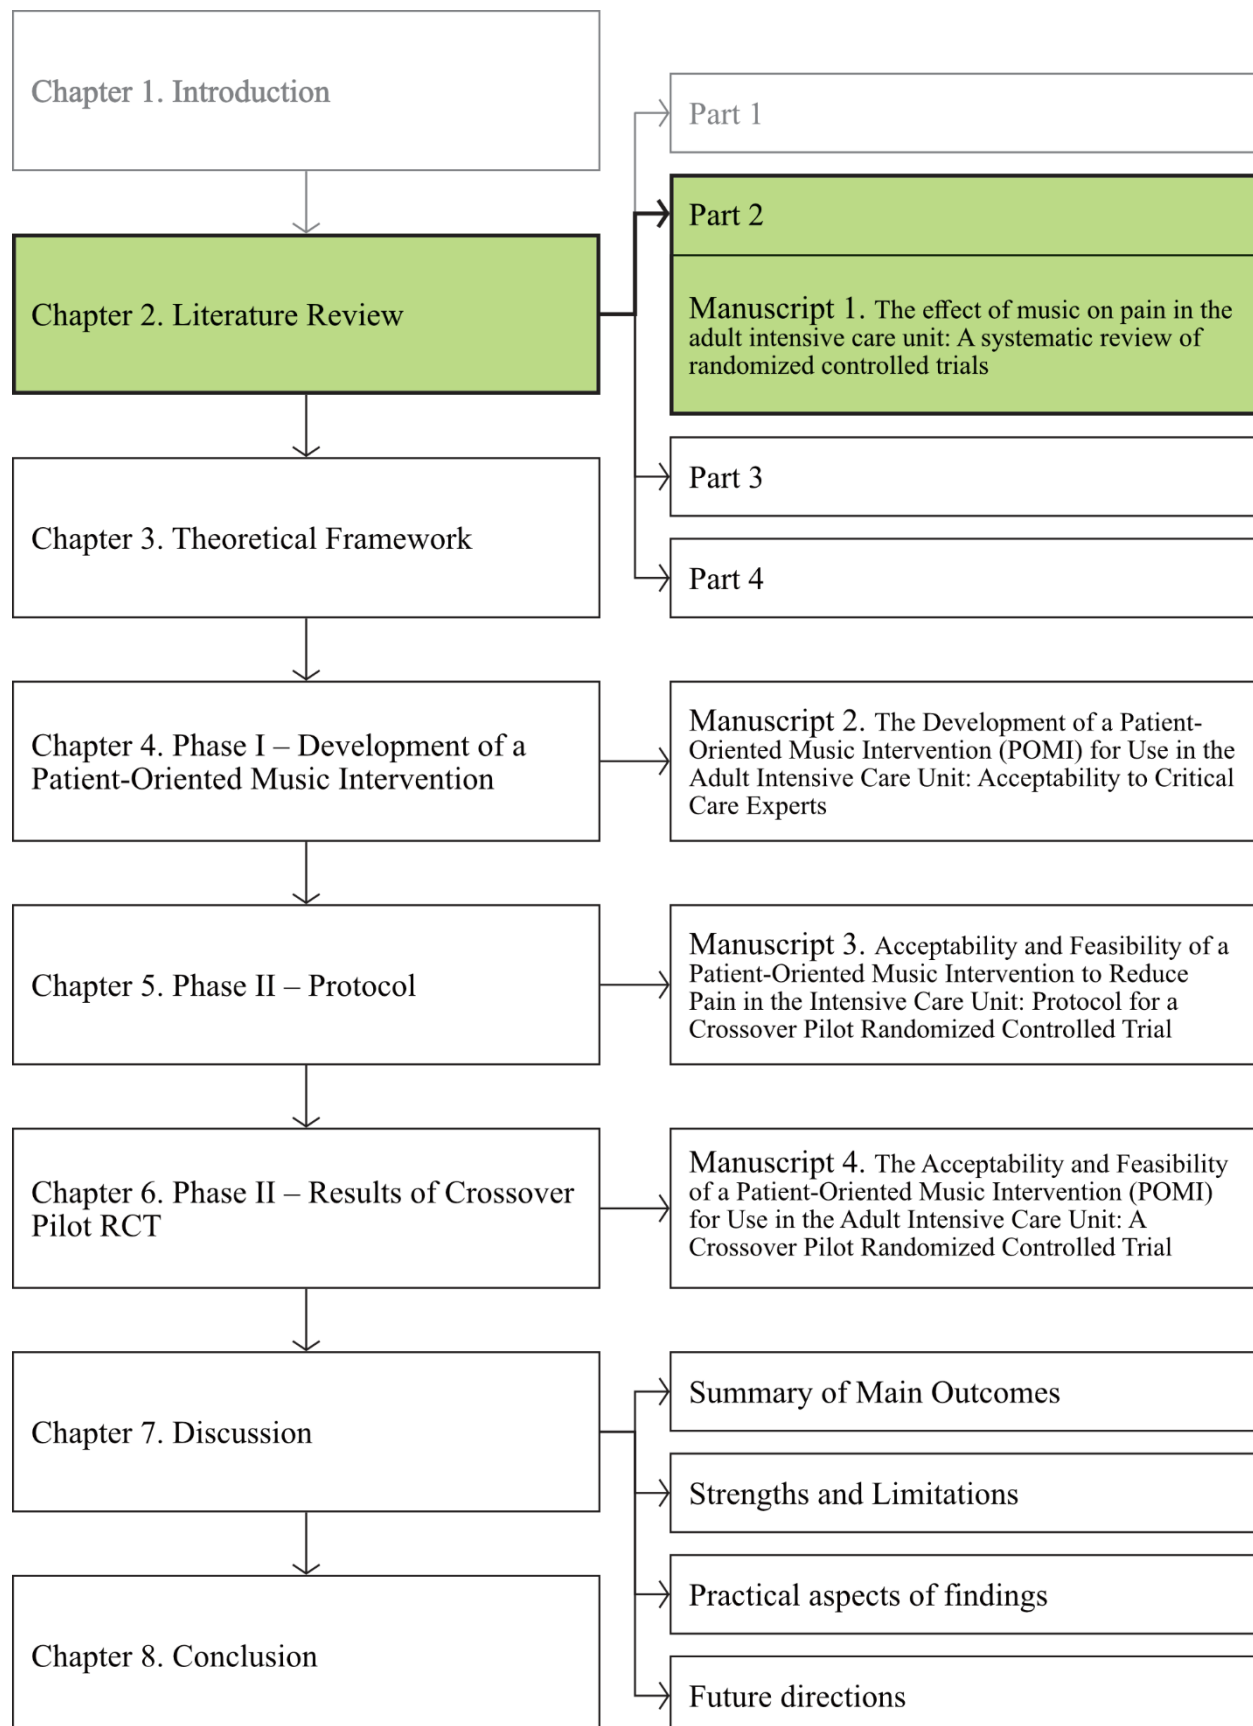 Chapter 1. Introduction
Part 1
Part 2
Chapter 2. Literature Review
Manuscript 1. The effect of music on pain in the
adult intensive care unit: A systematic review of
randomized controlled trials
Part 3
Chapter 3. Theoretical Framework
Part 4
Chapter 4. Phase I – Development of a
Patient-Oriented Music Intervention
Manuscript 2. The Development of a Patient-
Oriented Music Intervention (POMI) for Use in the
Adult Intensive Care Unit: Acceptability to Critical
Care Experts
Chapter 5. Phase II – Protocol
Manuscript 3. Acceptability and Feasibility of a
Patient-Oriented Music Intervention to Reduce
Pain in the Intensive Care Unit: Protocol for a
Crossover Pilot Randomized Controlled Trial
Chapter 6. Phase II – Results of Crossover
Pilot RCT
Manuscript 4. The Acceptability and Feasibility
of a Patient-Oriented Music Intervention (POMI)
for Use in the Adult Intensive Care Unit: A
Crossover Pilot Randomized Controlled Trial
Chapter 7. Discussion
Summary of Main Outcomes
Strengths and Limitations
Practical aspects of findings
Chapter 8. Conclusion
Future directions